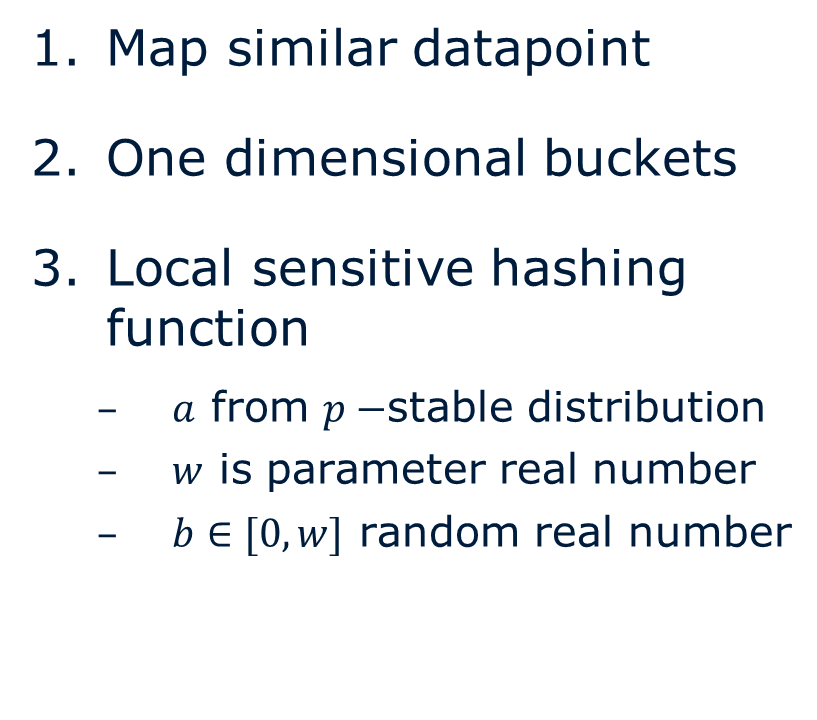 1. Map similar datapoint
2. One dimensional buckets
3. Local sensitive hashing
function
– a from p –stable distribution
– w is parameter real number
– b ∈ [0, w] random real number